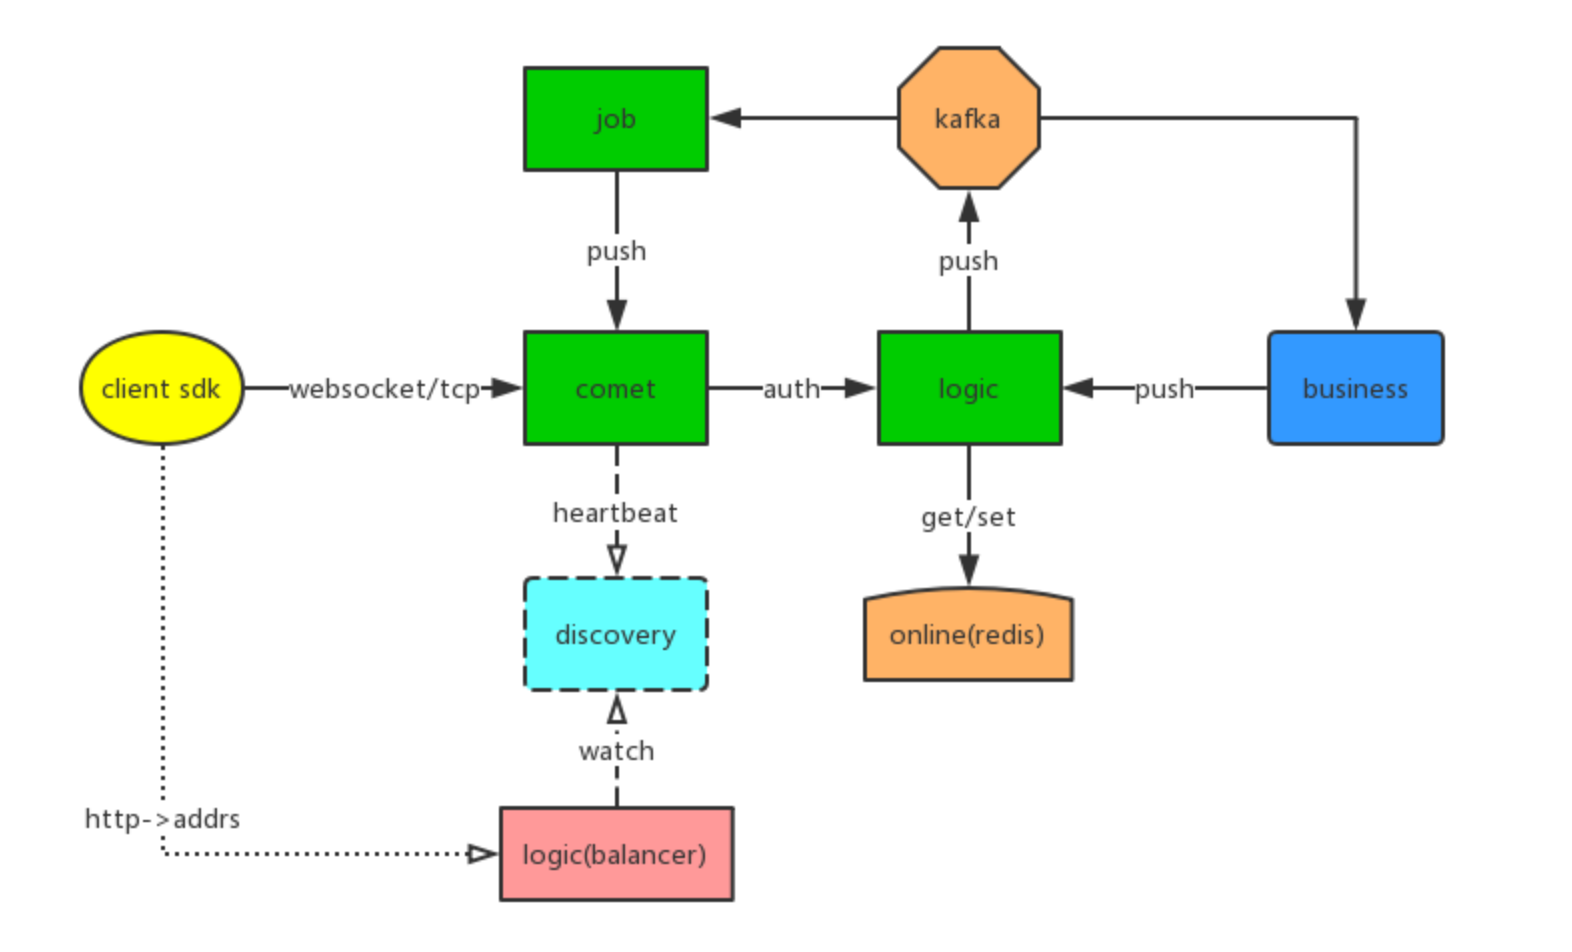 job
kafka
push
push
client sdk
websocket/tcp
comet
auth
logic
push
business
heartbeat
get/set
discovery
online(redis)
watch
http->addrs
logic(balancer)